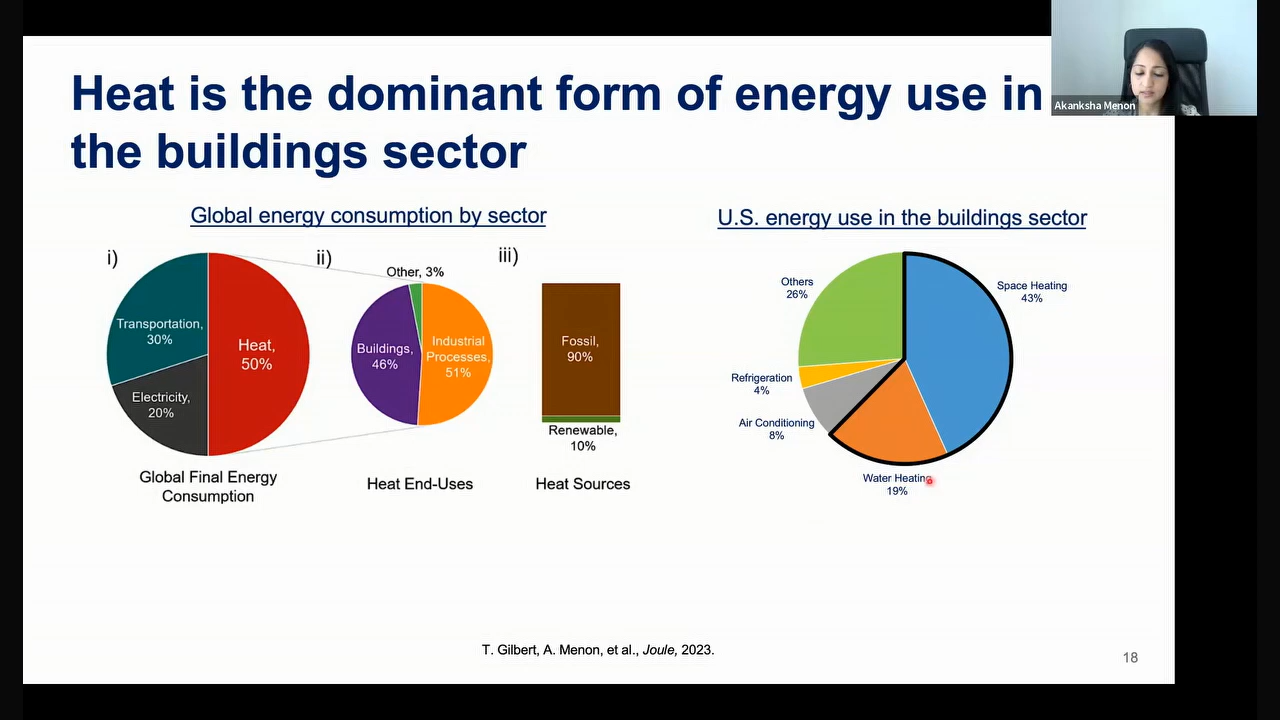 Heat is the dominant form of energy use in
the buildings sector
Akanksha Menon
Global energy consumption by sector
i)
Transportation,
30%
Heat,
50%
Electricity,
20%
Global Final Energy
Consumption
ii)
Other, 3%
Buildings,
46%
Industrial
Processes,
51%
Heat End-Uses
iii)
Fossil,
90%
Renewable,
10%
Heat Sources
U.S. energy use in the buildings sector
Others
26%
Space Heating
43%
Refrigeration
4%
Air Conditioning
8%
Water Heating
19%
T. Gilbert, A. Menon, et al., Joule, 2023.
18